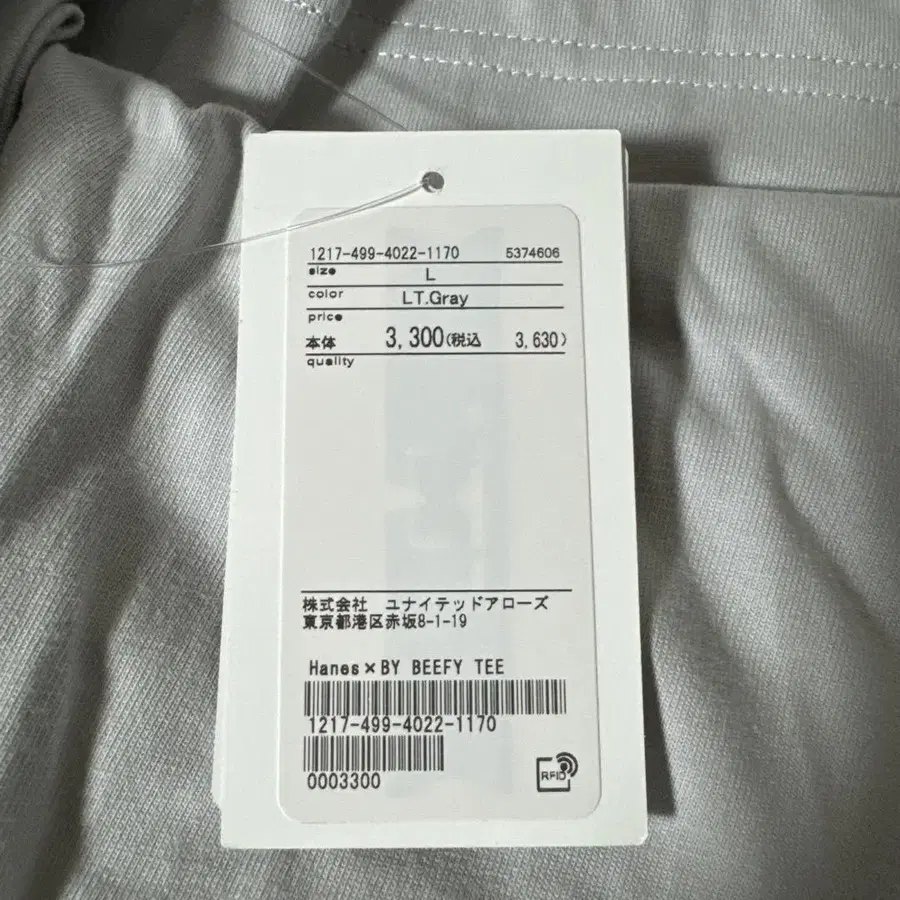 1217-499-4022-1170 5374606
size L
color LT.Gray
price
本体 3,300(税込 3,630)
quality
株式会社 ユナイテッドアローズ
東京都港区赤坂8-1-19
Hanes×BY BEEFY TEE
1217-499-4022-1170
0003300
RFID